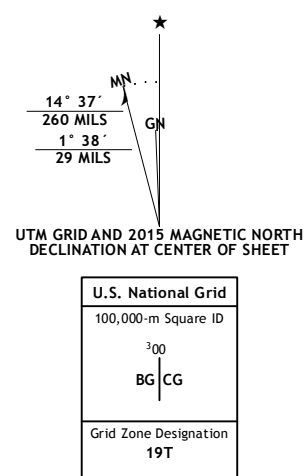 ★
MN
GN
14° 37´
260 MILS
1° 38´
29 MILS
UTM GRID AND 2015 MAGNETIC NORTH
DECLINATION AT CENTER OF SHEET
U.S. National Grid
100,000-m Square ID
³00
BG CG
Grid Zone Designation
19T